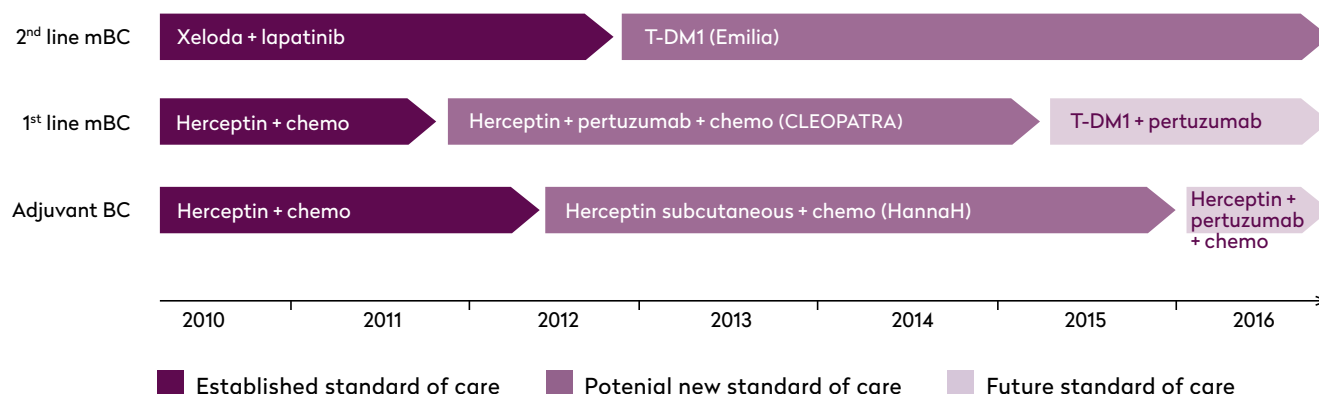 2nd line mBC
Xeloda + lapatinib
T-DM1 (Emilia)
1st line mBC
Herceptin + chemo
Herceptin + pertuzumab + chemo (CLEOPATRA)
T-DM1 + pertuzumab
Adjuvant BC
Herceptin + chemo
Herceptin subcutaneous + chemo (HannaH)
Herceptin +
pertuzumab
+ chemo
2010
2011
2012
2013
2014
2015
2016
Established standard of care
Potenial new standard of care
Future standard of care